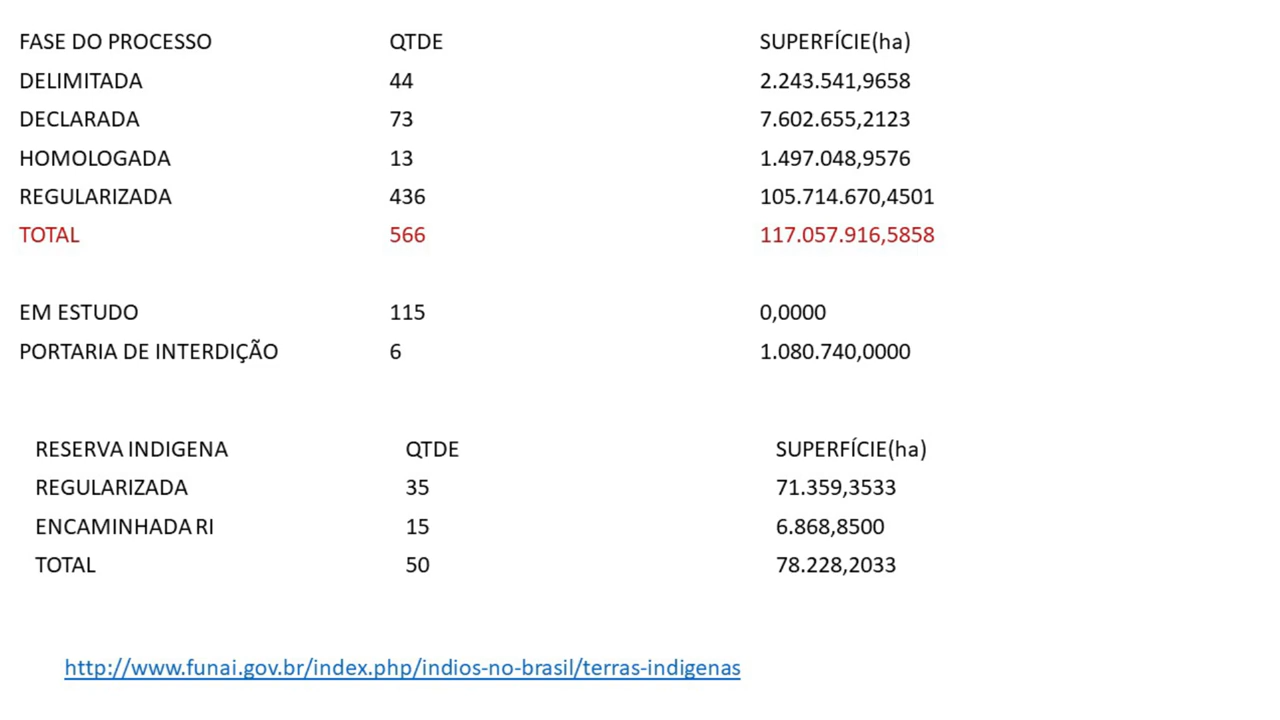 FASE DO PROCESSO QTDE SUPERFÍCIE(ha)
DELIMITADA 44 2.243.541,9658
DECLARADA 73 7.602.655,2123
HOMOLOGADA 13 1.497.048,9576
REGULARIZADA 436 105.714.670,4501
TOTAL 566 117.057.916,5858
EM ESTUDO 115 0,0000
PORTARIA DE INTERDIÇÃO 6 1.080.740,0000
RESERVA INDIGENA QTDE SUPERFÍCIE(ha)
REGULARIZADA 35 71.359,3533
ENCAMINHADA RI 15 6.868,8500
TOTAL 50 78.228,2033
http://www.funai.gov.br/index.php/indios-no-brasil/terras-indigenas